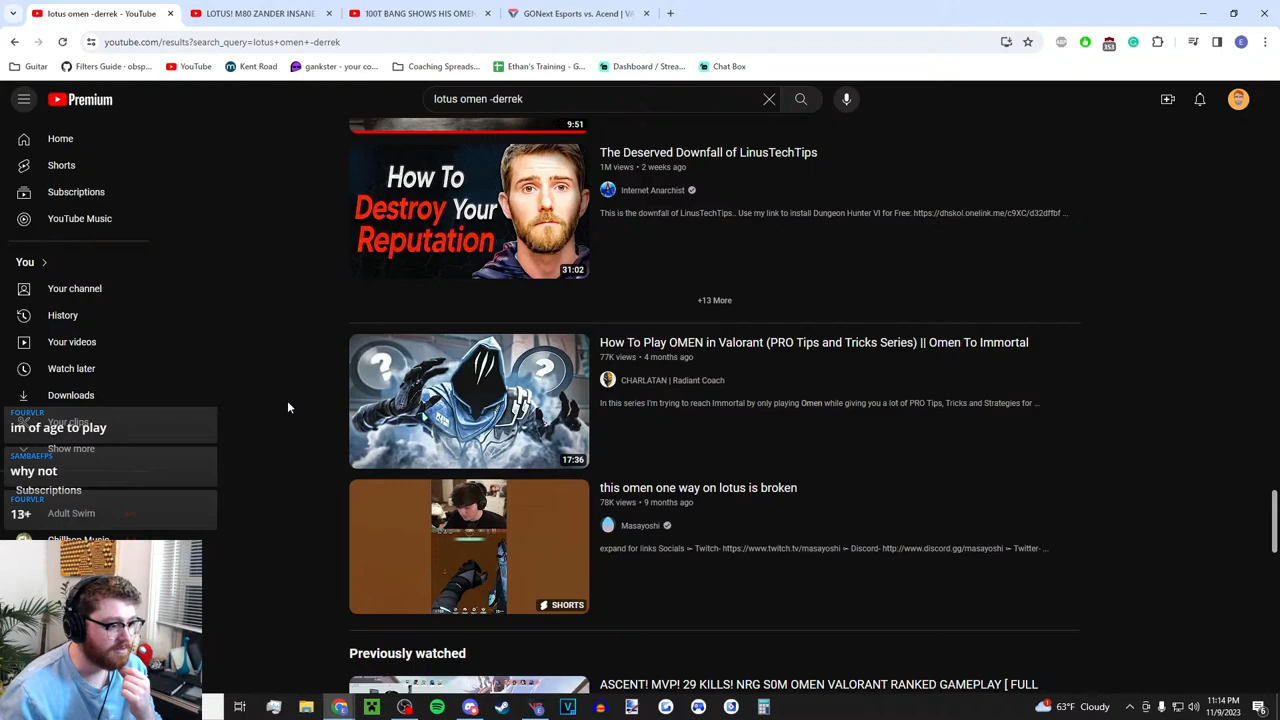 lotus omen -derrek - YouTube
LOTUS! M80 ZANDER INSANE
100T BANG SHOWS HIS OMEN
GONext Esports vs. Acend | VA
youtube.com/results?search_query=lotus+omen+-derrek
353
E
Guitar
Filters Guide - obsp...
YouTube
Kent Road
gankster - your co...
Coaching Spreads...
Ethan's Training - G...
Dashboard / Strea...
Chat Box
Premium
lotus omen -derrek
Home
Shorts
Subscriptions
YouTube Music
You
Your channel
History
Your videos
Watch later
Downloads
Your clips
Show more
Subscriptions
Adult Swim
Chillhop Music
FOURVLR
im of age to play
SAMBAEFPS
why not
FOURVLR
13+
9:51
How To
Destroy Your
Reputation
31:02
The Deserved Downfall of LinusTechTips
1M views • 2 weeks ago
Internet Anarchist
This is the downfall of LinusTechTips.. Use my link to install Dungeon Hunter VI for Free: https://dhskol.onelink.me/c9XC/d32dffbf ...
+13 More
? ?
17:36
How To Play OMEN in Valorant (PRO Tips and Tricks Series) || Omen To Immortal
77K views • 4 months ago
CHARLATAN | Radiant Coach
In this series I'm trying to reach Immortal by only playing Omen while giving you a lot of PRO Tips, Tricks and Strategies for ...
SHORTS
this omen one way on lotus is broken
78K views • 9 months ago
Masayoshi
expand for links Socials ➳ Twitch- https://www.twitch.tv/masayoshi ➳ Discord- http://www.discord.gg/masayoshi ➳ Twitter- ...
Previously watched
ASCENT! MVP! 29 KILLS! NRG S0M OMEN VALORANT RANKED GAMEPLAY [ FULL
63°F Cloudy
11:14 PM
11/9/2023